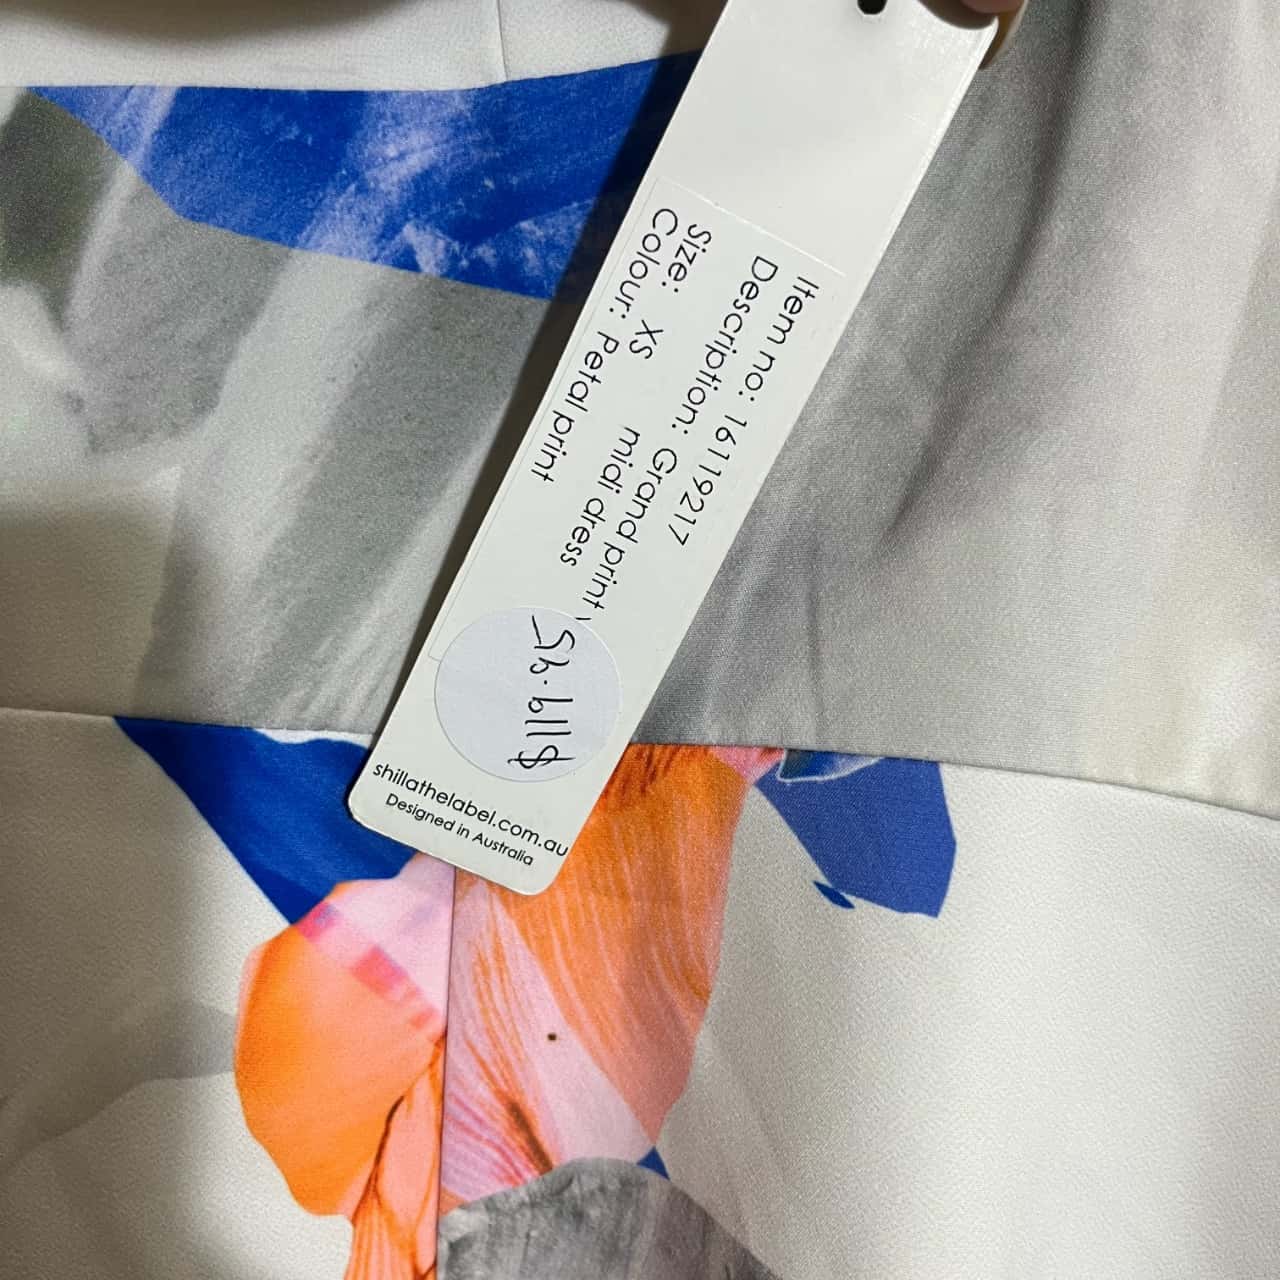 Item no: 16119217
Description: Grand print
midi dress
Size: XS
Colour: Petal print
$119.95
shillathelabel.com.au
Designed in Australia